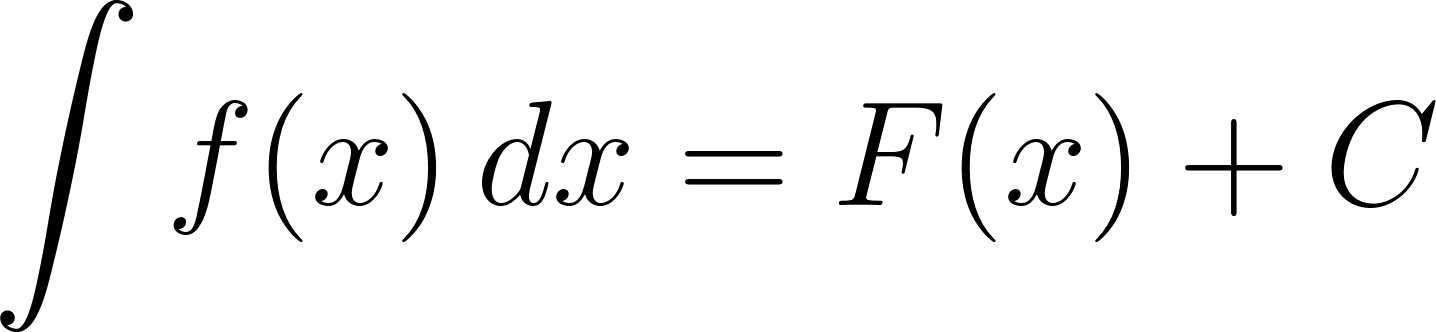 ∫ f(x) dx = F(x) + C